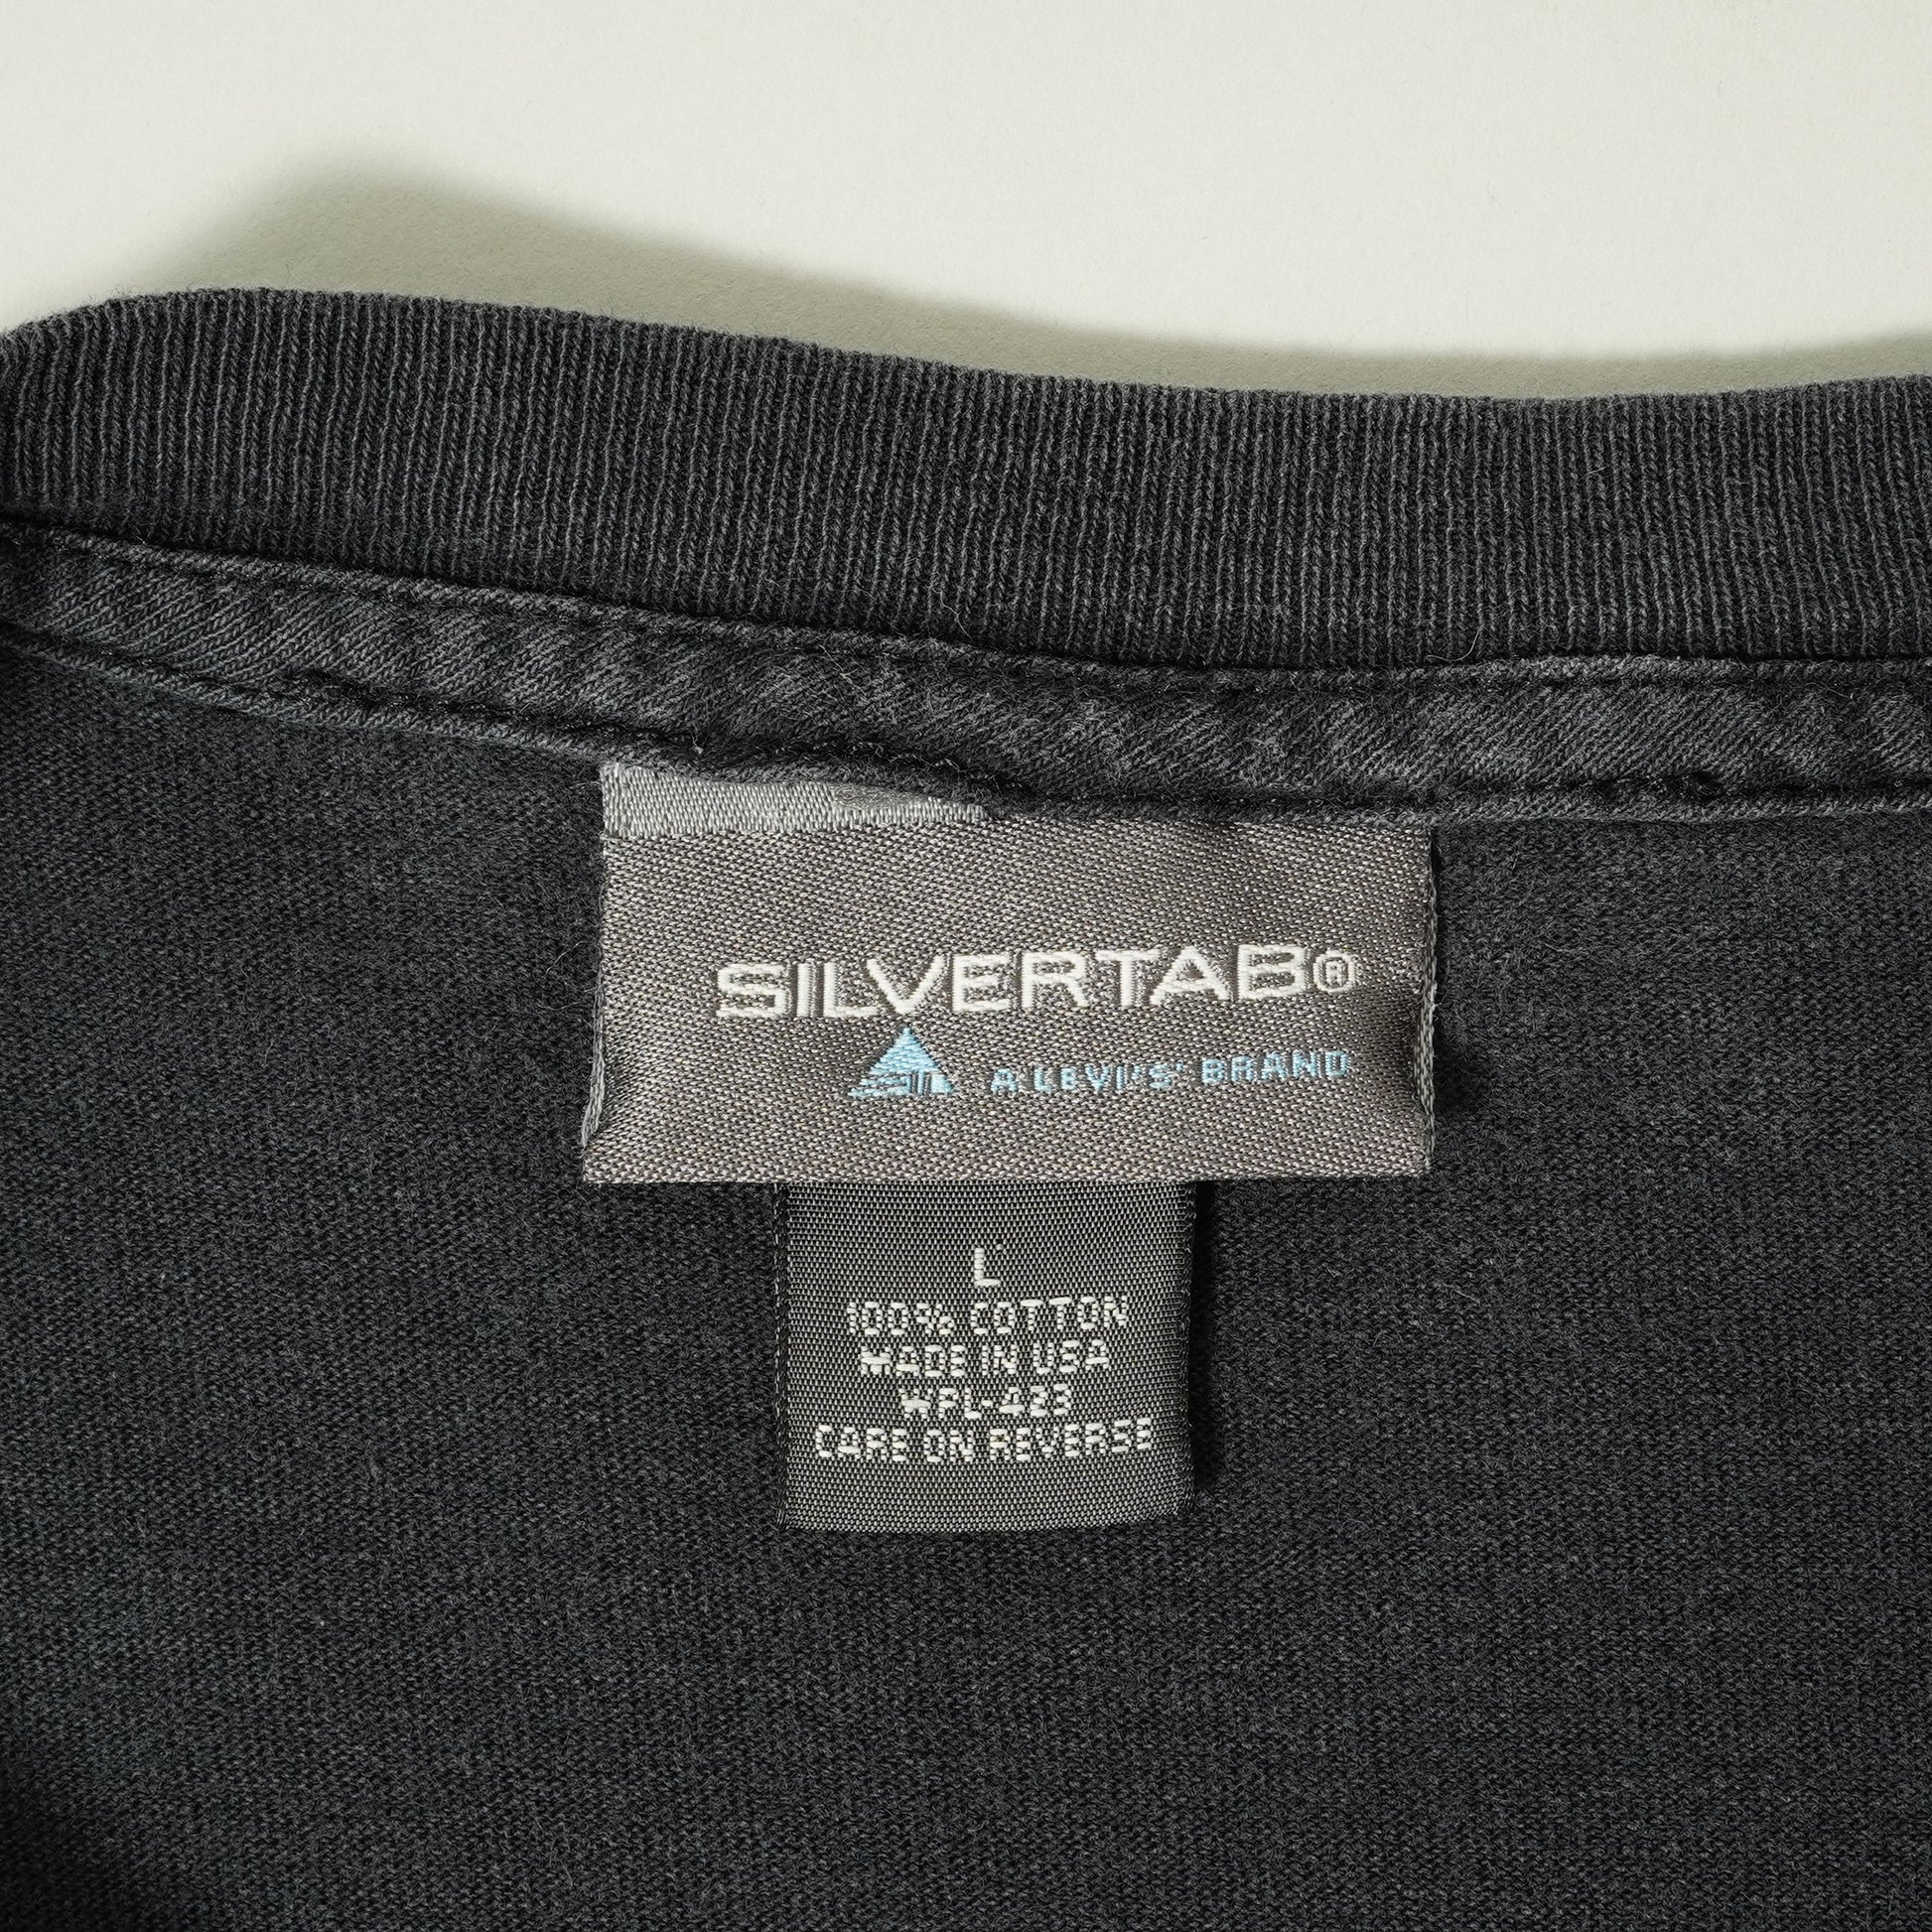 SILVERTAB®
A LEVI'S® BRAND
L
100% COTTON
MADE IN USA
WPL-423
CARE ON REVERSE